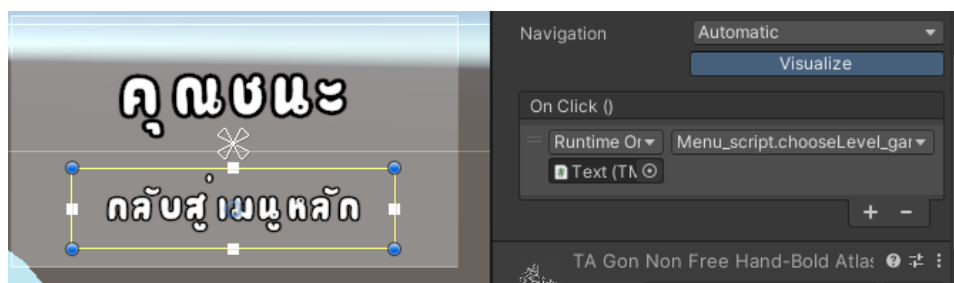 คุณชนะ
กลับสู่เมนูหลัก
Navigation
Automatic
Visualize
On Click ()
Runtime Or
Menu_script.chooseLevel_gar
Text (TM
+ -
TA Gon Non Free Hand-Bold Atlas